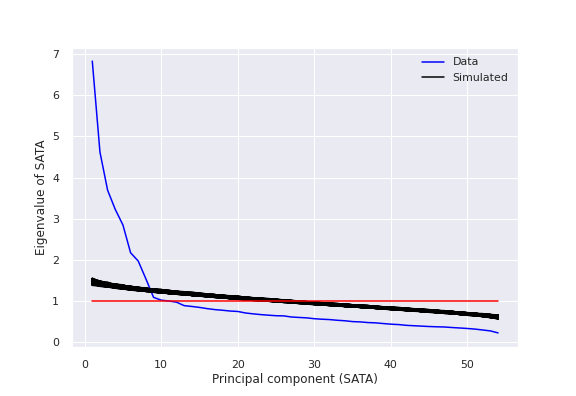 Data
Simulated
Eigenvalue of SATA
7
6
5
4
3
2
1
0
0 10 20 30 40 50
Principal component (SATA)